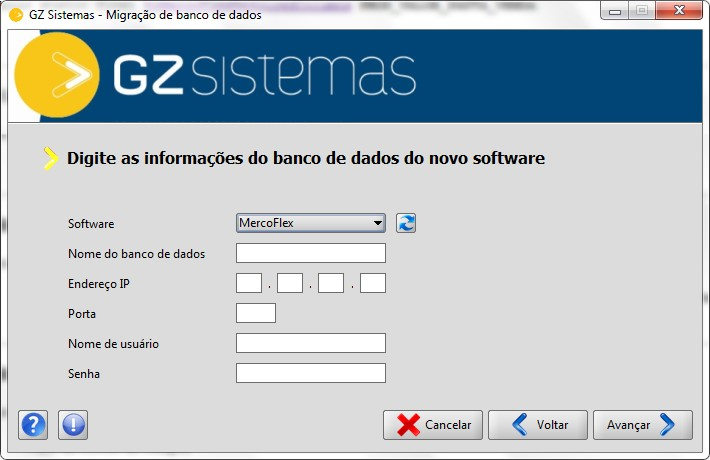 GZ Sistemas - Migração de banco de dados
GZ sistemas
Digite as informações do banco de dados do novo software
Software MercoFlex
Nome do banco de dados
Endereço IP . . .
Porta
Nome de usuário
Senha
Cancelar Voltar Avançar